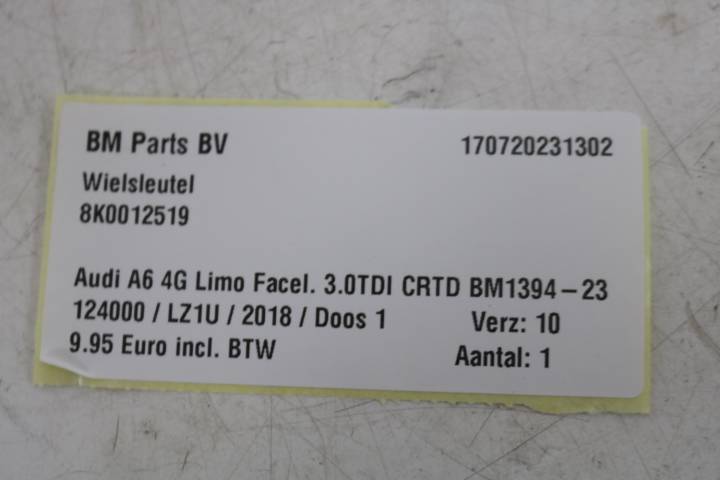 BM Parts BV 170720231302
Wielsleutel
8K0012519
Audi A6 4G Limo Facel. 3.0TDI CRTD BM1394-23
124000 / LZ1U / 2018 / Doos 1 Verz: 10
9.95 Euro incl. BTW Aantal: 1